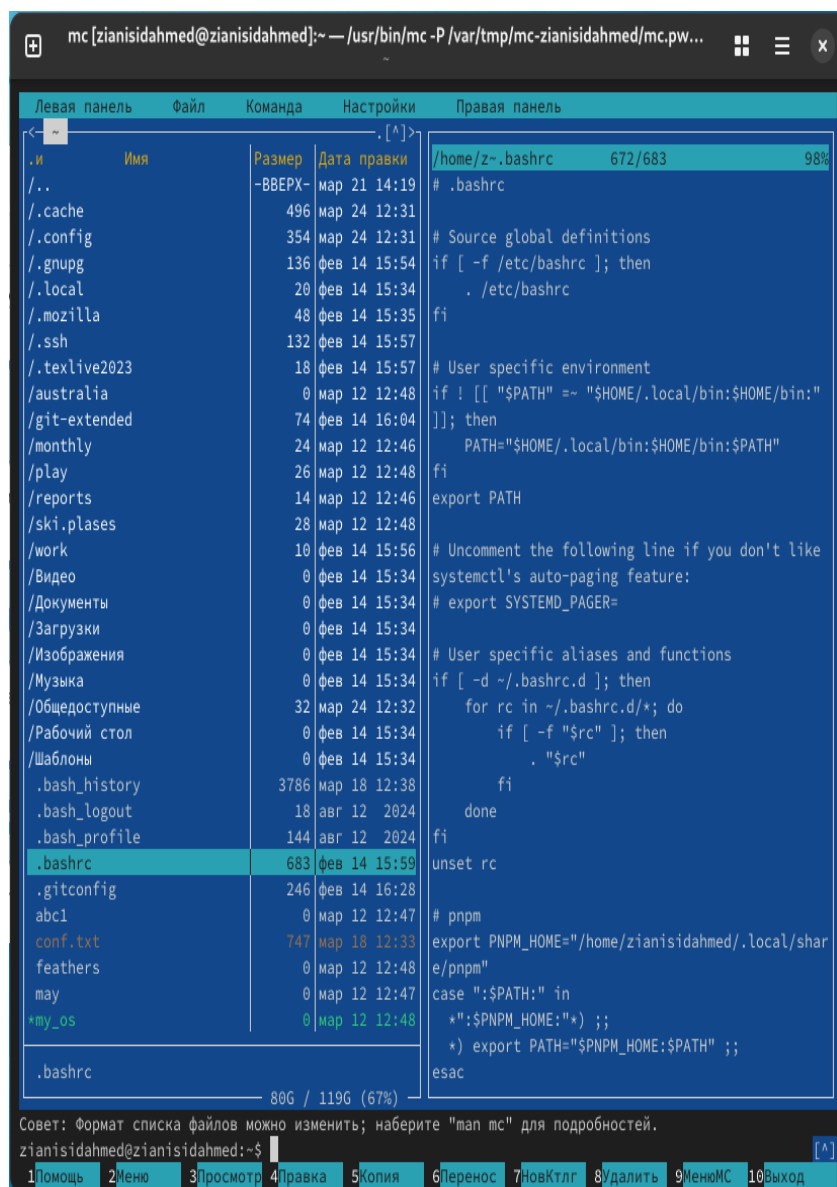 mc [zianisidahmed@zianisidahmed]:~ — /usr/bin/mc -P /var/tmp/mc-zianisidahmed/mc.pw…
~
Левая панель Файл Команда Настройки Правая панель
<─ ~ .[^]>
.и Имя Размер Дата правки
/.. -ВВЕРХ- мар 21 14:19
/.cache 496 мар 24 12:31
/.config 354 мар 24 12:31
/.gnupg 136 фев 14 15:54
/.local 20 фев 14 15:34
/.mozilla 48 фев 14 15:35
/.ssh 132 фев 14 15:57
/.texlive2023 18 фев 14 15:57
/australia 0 мар 12 12:48
/git-extended 74 фев 14 16:04
/monthly 24 мар 12 12:46
/play 26 мар 12 12:48
/reports 14 мар 12 12:46
/ski.plases 28 мар 12 12:48
/work 10 фев 14 15:56
/Видео 0 фев 14 15:34
/Документы 0 фев 14 15:34
/Загрузки 0 фев 14 15:34
/Изображения 0 фев 14 15:34
/Музыка 0 фев 14 15:34
/Общедоступные 32 мар 24 12:32
/Рабочий стол 0 фев 14 15:34
/Шаблоны 0 фев 14 15:34
.bash_history 3786 мар 18 12:38
.bash_logout 18 авг 12 2024
.bash_profile 144 авг 12 2024
.bashrc 683 фев 14 15:59
.gitconfig 246 фев 14 16:28
abc1 0 мар 12 12:47
conf.txt 747 мар 18 12:33
feathers 0 мар 12 12:48
may 0 мар 12 12:47
*my_os 0 мар 12 12:48
.bashrc
80G / 119G (67%)
/home/z~.bashrc 672/683 98%
# .bashrc
# Source global definitions
if [ -f /etc/bashrc ]; then
. /etc/bashrc
fi
# User specific environment
if ! [[ "$PATH" =~ "$HOME/.local/bin:$HOME/bin:"
]]; then
PATH="$HOME/.local/bin:$HOME/bin:$PATH"
fi
export PATH
# Uncomment the following line if you don't like
systemctl's auto-paging feature:
# export SYSTEMD_PAGER=
# User specific aliases and functions
if [ -d ~/.bashrc.d ]; then
for rc in ~/.bashrc.d/*; do
if [ -f "$rc" ]; then
. "$rc"
fi
done
fi
unset rc
# pnpm
export PNPM_HOME="/home/zianisidahmed/.local/shar
e/pnpm"
case ":$PATH:" in
*":$PNPM_HOME:"*) ;;
*) export PATH="$PNPM_HOME:$PATH" ;;
esac
Совет: Формат списка файлов можно изменить; наберите "man mc" для подробностей.
zianisidahmed@zianisidahmed:~$ [^]
1Помощь 2Меню 3Просмотр 4Правка 5Копия 6Перенос 7НовКтлг 8Удалить 9МенюМС 10Выход